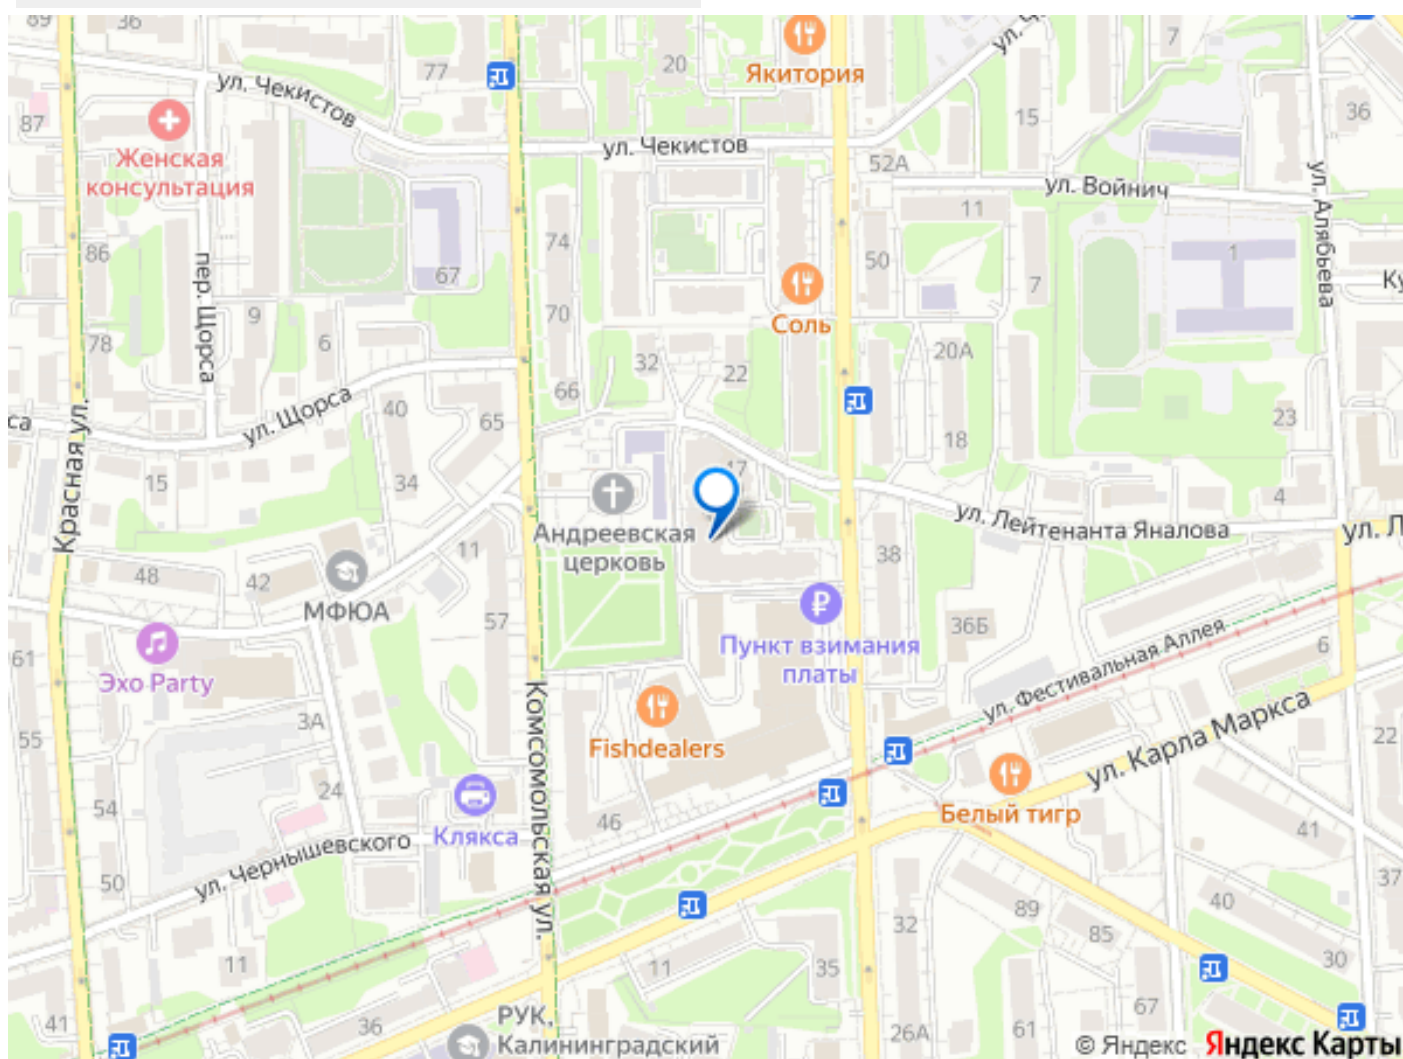 89
36
77
20
Якитория
7
36
87
ул. Чекистов
ул. Чекистов
15
52А
Женская
консультация
ул. Войнич
11
ул. Алябьева
86
пер. Щорса
67
74
50
1
7
9
6
70
Соль
78
32
22
20А
66
са
ул. Щорса
40
65
23
18
Красная ул.
15
34
17
4
Андреевская
церковь
ул. Лейтенанта Яналова
ул. Л
11
38
48
42
МФЮА
57
Пункт взимания
платы
36Б
6
61
Эхо Party
ул. Фестивальная Аллея
3А
Комсомольская ул.
Fishdealers
ул. Карла Маркса
22
55
54
24
Клякса
46
Белый тигр
41
ул. Чернышевского
50
37
40
89
85
32
11
11
35
30
41
36
РУК,
Калининградский
26А
61
67
© Яндекс Яндекс Карты